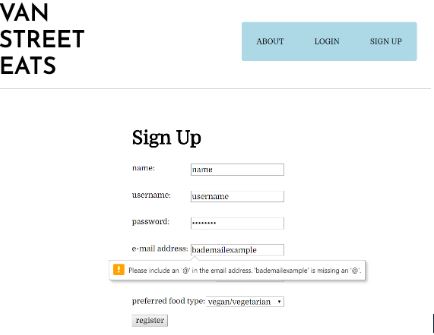 VAN
STREET
EATS
ABOUT LOGIN SIGN UP
Sign Up
name: name
username: username
password: ••••••••
e-mail address: bademailexample
Please include an '@' in the email address. 'bademailexample' is missing an '@'.
preferred food type: vegan/vegetarian
register